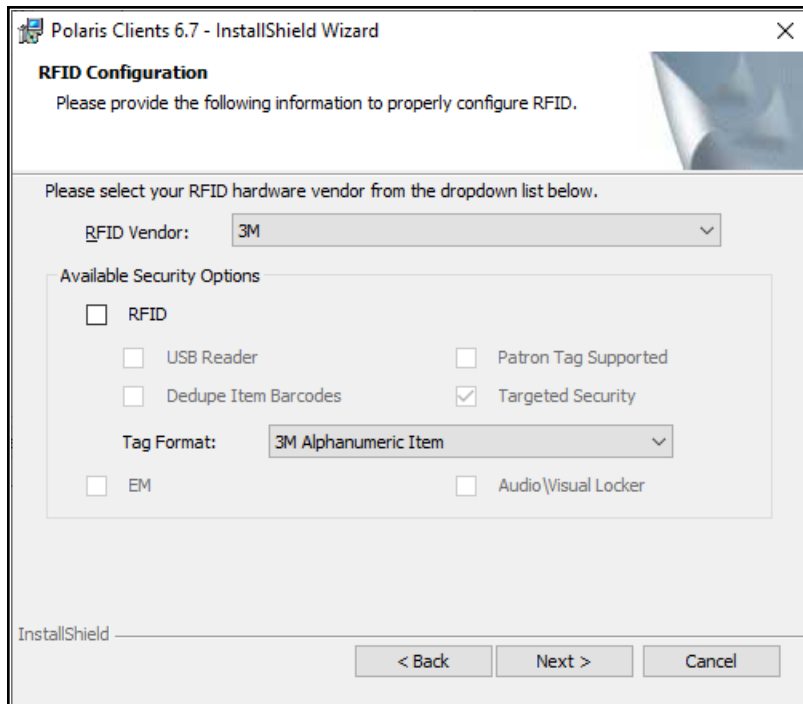 Polaris Clients 6.7 - InstallShield Wizard
RFID Configuration
Please provide the following information to properly configure RFID.
Please select your RFID hardware vendor from the dropdown list below.
RFID Vendor: 3M
Available Security Options
RFID
USB Reader Patron Tag Supported
Dedupe Item Barcodes Targeted Security
Tag Format: 3M Alphanumeric Item
EM Audio\Visual Locker
InstallShield
< Back Next > Cancel